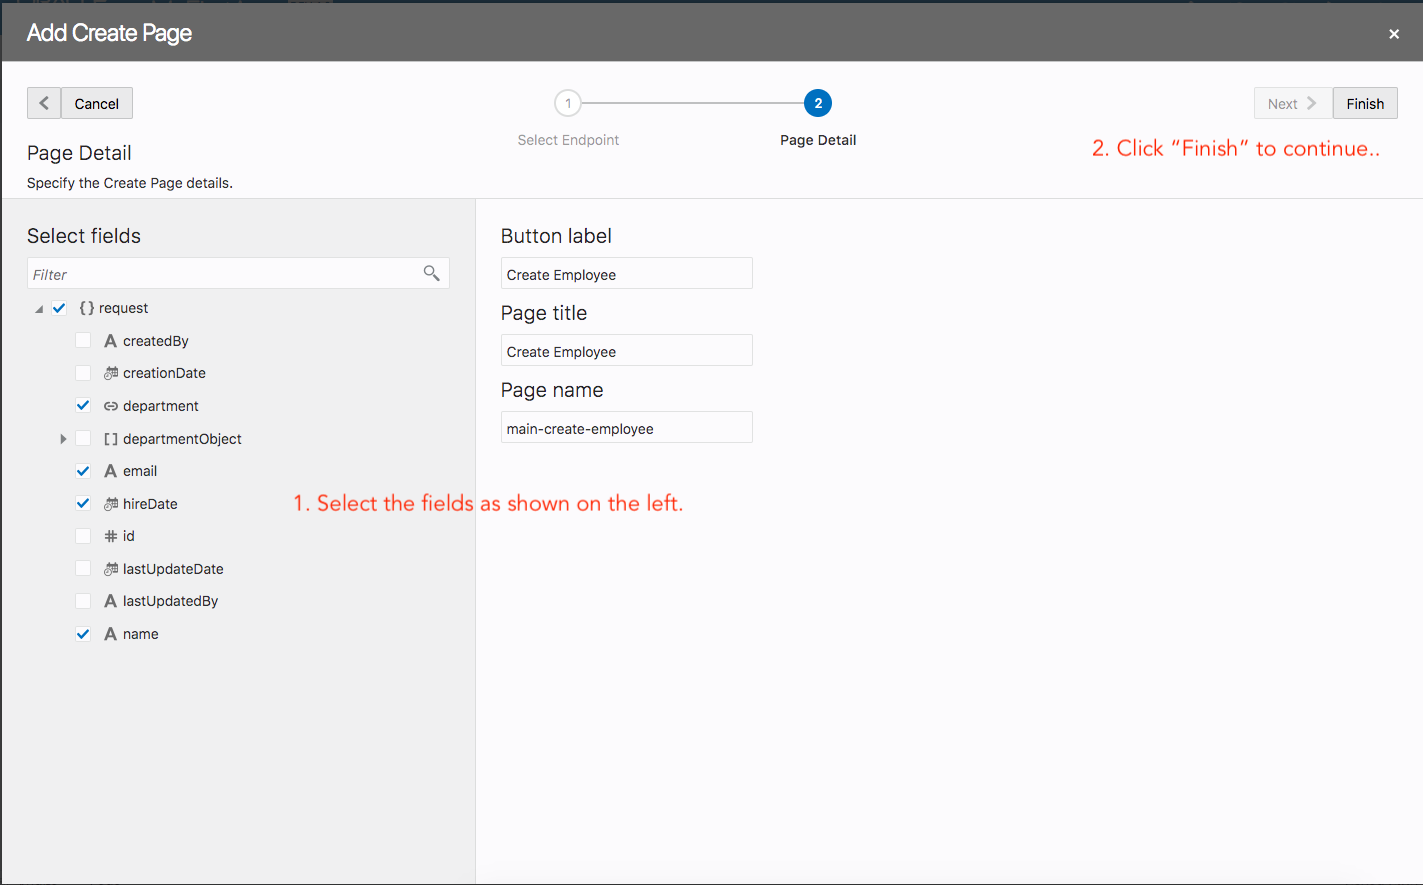 Add Create Page
×
Cancel
1
2
Next
Finish
Select Endpoint
Page Detail
2. Click “Finish” to continue..
Page Detail
Specify the Create Page details.
Select fields
Filter
{} request
A createdBy
creationDate
department
[ ] departmentObject
A email
hireDate
# id
lastUpdateDate
A lastUpdatedBy
A name
1. Select the fields as shown on the left.
Button label
Create Employee
Page title
Create Employee
Page name
main-create-employee